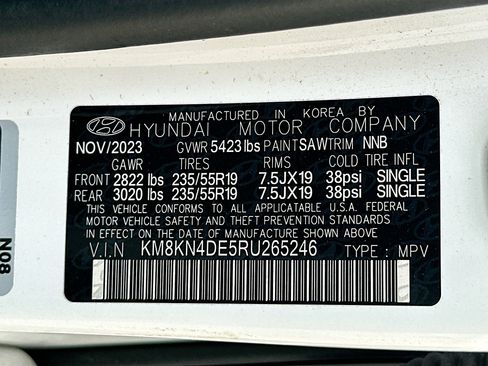 MANUFACTURED IN KOREA BY
HYUNDAI MOTOR COMPANY
NOV/2023 GVWR 5423 lbs PAINT SAW TRIM NNB
GAWR TIRES RIMS COLD TIRE INFL
FRONT 2822 lbs 235/55R19 7.5JX19 38psi SINGLE
REAR 3020 lbs 235/55R19 7.5JX19 38psi SINGLE
THIS VEHICLE CONFORMS TO ALL APPLICABLE U.S.A. FEDERAL
MOTOR VEHICLE SAFETY AND THEFT PREVENTION STANDARDS
IN EFFECT ON THE DATE OF MANUFACTURE SHOWN ABOVE.
V.I.N KM8KN4DE5RU265246 TYPE : MPV
N08